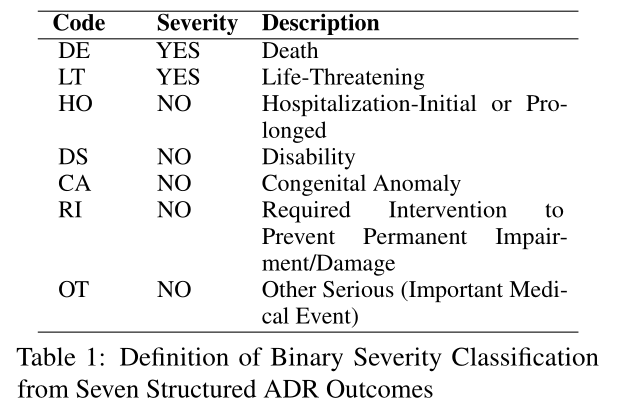 Code Severity Description
DE YES Death
LT YES Life-Threatening
HO NO Hospitalization-Initial or Pro-
longed
DS NO Disability
CA NO Congenital Anomaly
RI NO Required Intervention to
Prevent Permanent Impair-
ment/Damage
OT NO Other Serious (Important Medi-
cal Event)
Table 1: Definition of Binary Severity Classification
from Seven Structured ADR Outcomes